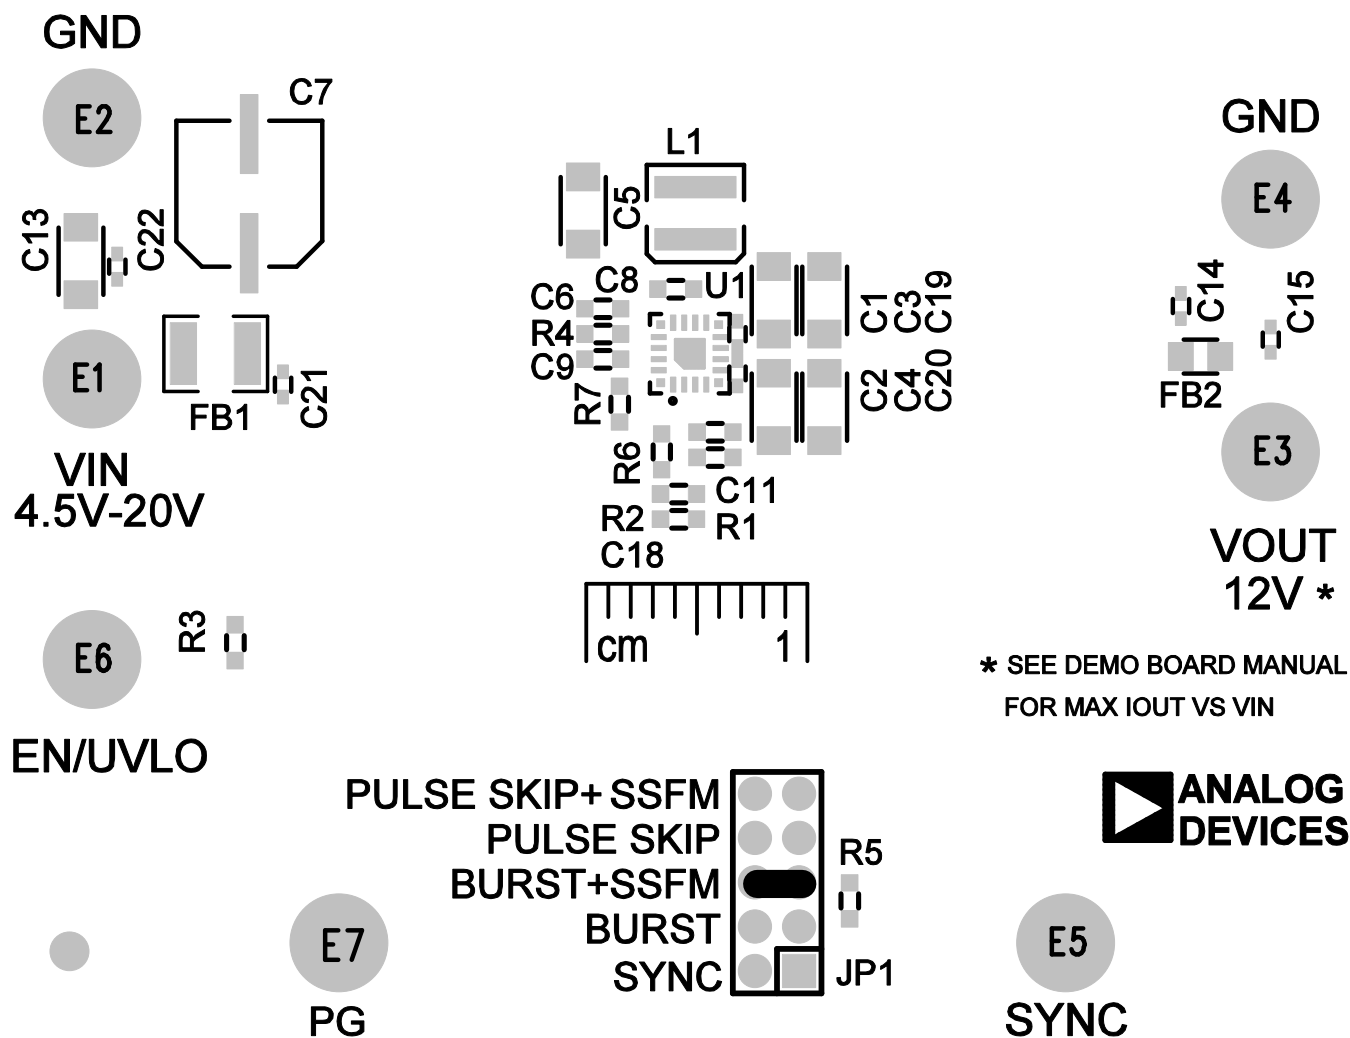 GND
E2
C7
C13
C22
E1
FB1
C21
VIN
4.5V-20V
L1
C5
C8
U1
C6
R4
C9
R7
R6
C1
C3
C19
C2
C4
C20
C11
R2
R1
C18
cm 1
GND
E4
C14
C15
FB2
E3
VOUT
12V *
* SEE DEMO BOARD MANUAL
FOR MAX IOUT VS VIN
R3
E6
EN/UVLO
PULSE SKIP+SSFM
PULSE SKIP
BURST+SSFM
BURST
SYNC
JP1
R5
ANALOG
DEVICES
E7
PG
E5
SYNC